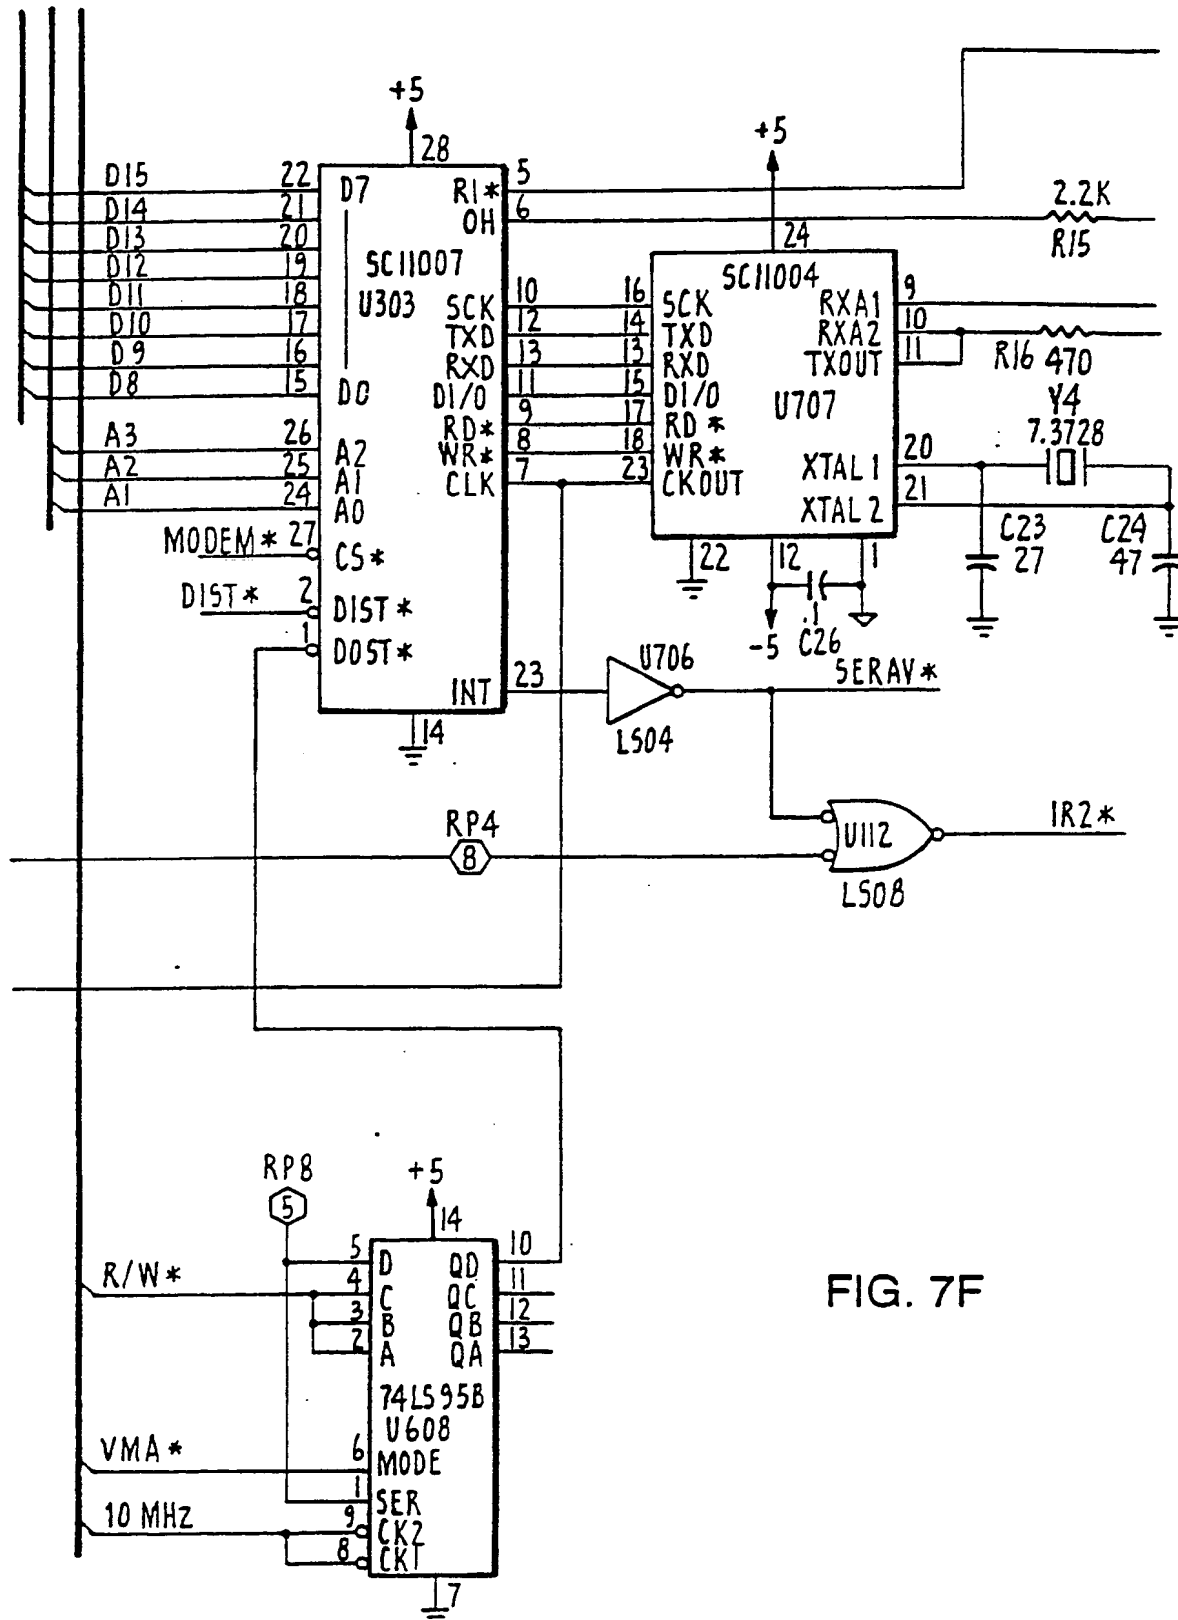 +5
28
+5
D15 22 D7 RI* 5
D14 21 OH 6 2.2K
D13 20 24 R15
D12 19 SC11007 SC11004
D11 18 U303 SCK 10 16 SCK RXA1 9
D10 17 TXD 12 14 TXD RXA2 10
D9 16 RXD 13 13 RXD TXOUT 11 R16 470
D8 15 D0 DI/O 11 15 DI/O U707 Y4
RD* 9 17 RD* 7.3728
A3 26 A2 WR* 8 18 WR* XTAL1 20
A2 25 A1 CLK 7 23 CKOUT
A1 24 A0 XTAL2 21
MODEM* 27 CS* 22 12 1 C23 27 C24 47
DIST* 2 DIST* .1
1 DOST* -5 C26
U706 SERAV*
INT 23
14 LS04
RP4 U112 IR2*
8 LS08
RP8 +5
5 14
5 D QD 10
R/W* 4 C QC 11
3 B QB 12
2 A QA 13
74LS95B
U608
VMA* 6 MODE
1 SER
10 MHZ 9 CK2
8 CK1
7
FIG. 7F